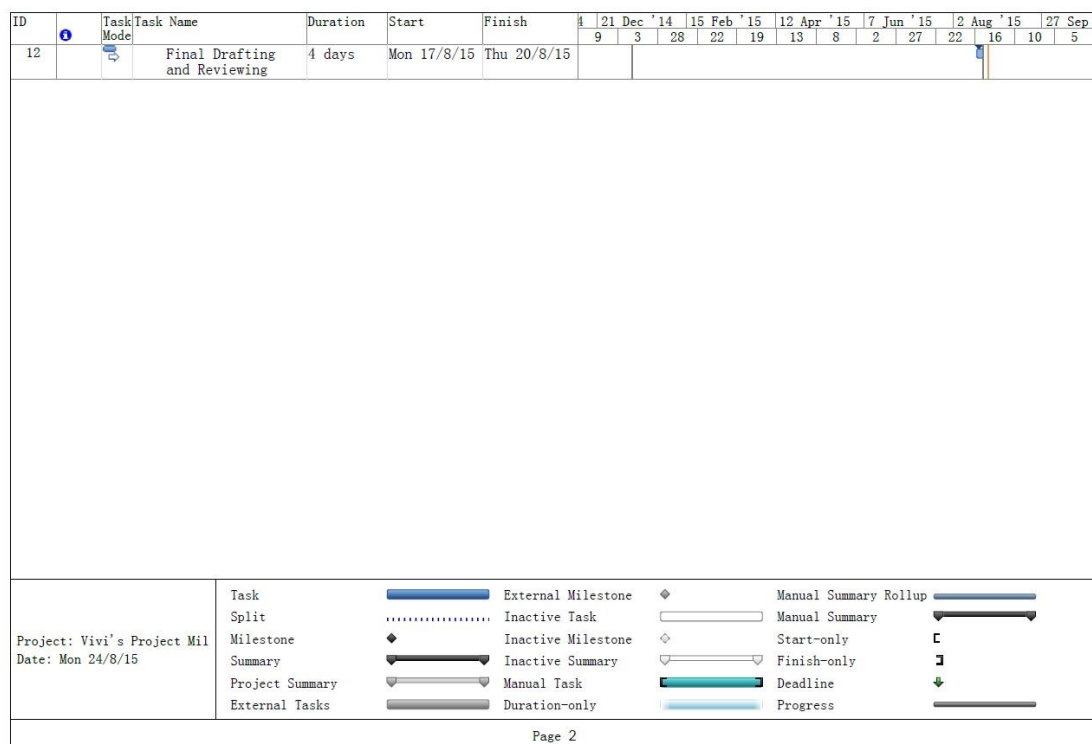 ID Task Task Name Duration Start Finish 4 21 Dec '14 15 Feb '15 12 Apr '15 7 Jun '15 2 Aug '15 27 Sep
Mode 9 3 28 22 19 13 8 2 27 22 16 10 5
12 Final Drafting 4 days Mon 17/8/15 Thu 20/8/15
and Reviewing
Task External Milestone Manual Summary Rollup
Split Inactive Task Manual Summary
Project: Vivi's Project Mil Milestone Inactive Milestone Start-only
Date: Mon 24/8/15 Summary Inactive Summary Finish-only
Project Summary Manual Task Deadline
External Tasks Duration-only Progress
Page 2